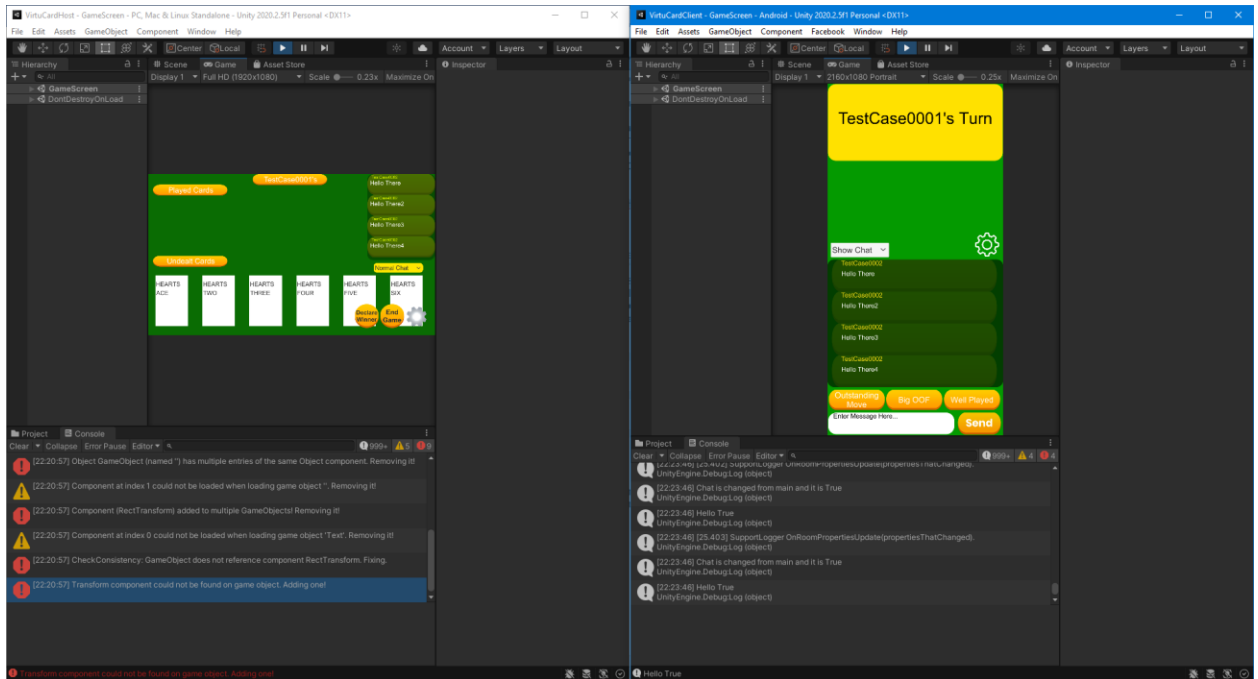 VirtuCardHost - GameScreen - PC, Mac & Linux Standalone - Unity 2020.2.5f1 Personal <DX11>
File Edit Assets GameObject Component Window Help
Center Local
Account Layers Layout
Hierarchy
All
GameScreen
DontDestroyOnLoad
Scene Game Asset Store
Display 1 Full HD (1920x1080) Scale 0.23x Maximize On
Inspector
TestCase0001's
Played Cards
Hello There
Hello There2
Hello There3
Hello There4
Normal Chat
Undealt Cards
HEARTS HEARTS HEARTS HEARTS HEARTS HEARTS
ACE TWO THREE FOUR FIVE SIX
Declare Winner
End Game
Project Console
Clear Collapse Error Pause Editor 999+ 5 9
[22:20:57] Object GameObject (named '') has multiple entries of the same Object component. Removing it!
[22:20:57] Component at index 1 could not be loaded when loading game object ''. Removing it!
[22:20:57] Component (RectTransform) added to multiple GameObjects! Removing it!
[22:20:57] Component at index 0 could not be loaded when loading game object 'Text'. Removing it!
[22:20:57] CheckConsistency: GameObject does not reference component RectTransform. Fixing.
[22:20:57] Transform component could not be found on game object. Adding one!
Transform component could not be found on game object. Adding one!
VirtuCardClient - GameScreen - Android - Unity 2020.2.5f1 Personal <DX11>
File Edit Assets GameObject Component Facebook Window Help
Center Local
Account Layers Layout
Hierarchy
All
GameScreen
DontDestroyOnLoad
Scene Game Asset Store
Display 1 2160x1080 Portrait Scale 0.25x Maximize On
Inspector
TestCase0001's Turn
Show Chat
TestCase0002
Hello There
TestCase0002
Hello There2
TestCase0002
Hello There3
TestCase0002
Hello There4
Outstanding Move
Big OOF
Well Played
Enter Message Here...
Send
Project Console
Clear Collapse Error Pause Editor 999+ 4 4
[22:23:46] [25.402] SupportLogger OnRoomPropertiesUpdate(propertiesThatChanged).
UnityEngine.Debug:Log (object)
[22:23:46] Chat is changed from main and it is True
UnityEngine.Debug:Log (object)
[22:23:46] Hello True
UnityEngine.Debug:Log (object)
[22:23:46] [25.403] SupportLogger OnRoomPropertiesUpdate(propertiesThatChanged).
UnityEngine.Debug:Log (object)
[22:23:46] Chat is changed from main and it is True
UnityEngine.Debug:Log (object)
[22:23:46] Hello True
UnityEngine.Debug:Log (object)
Hello True